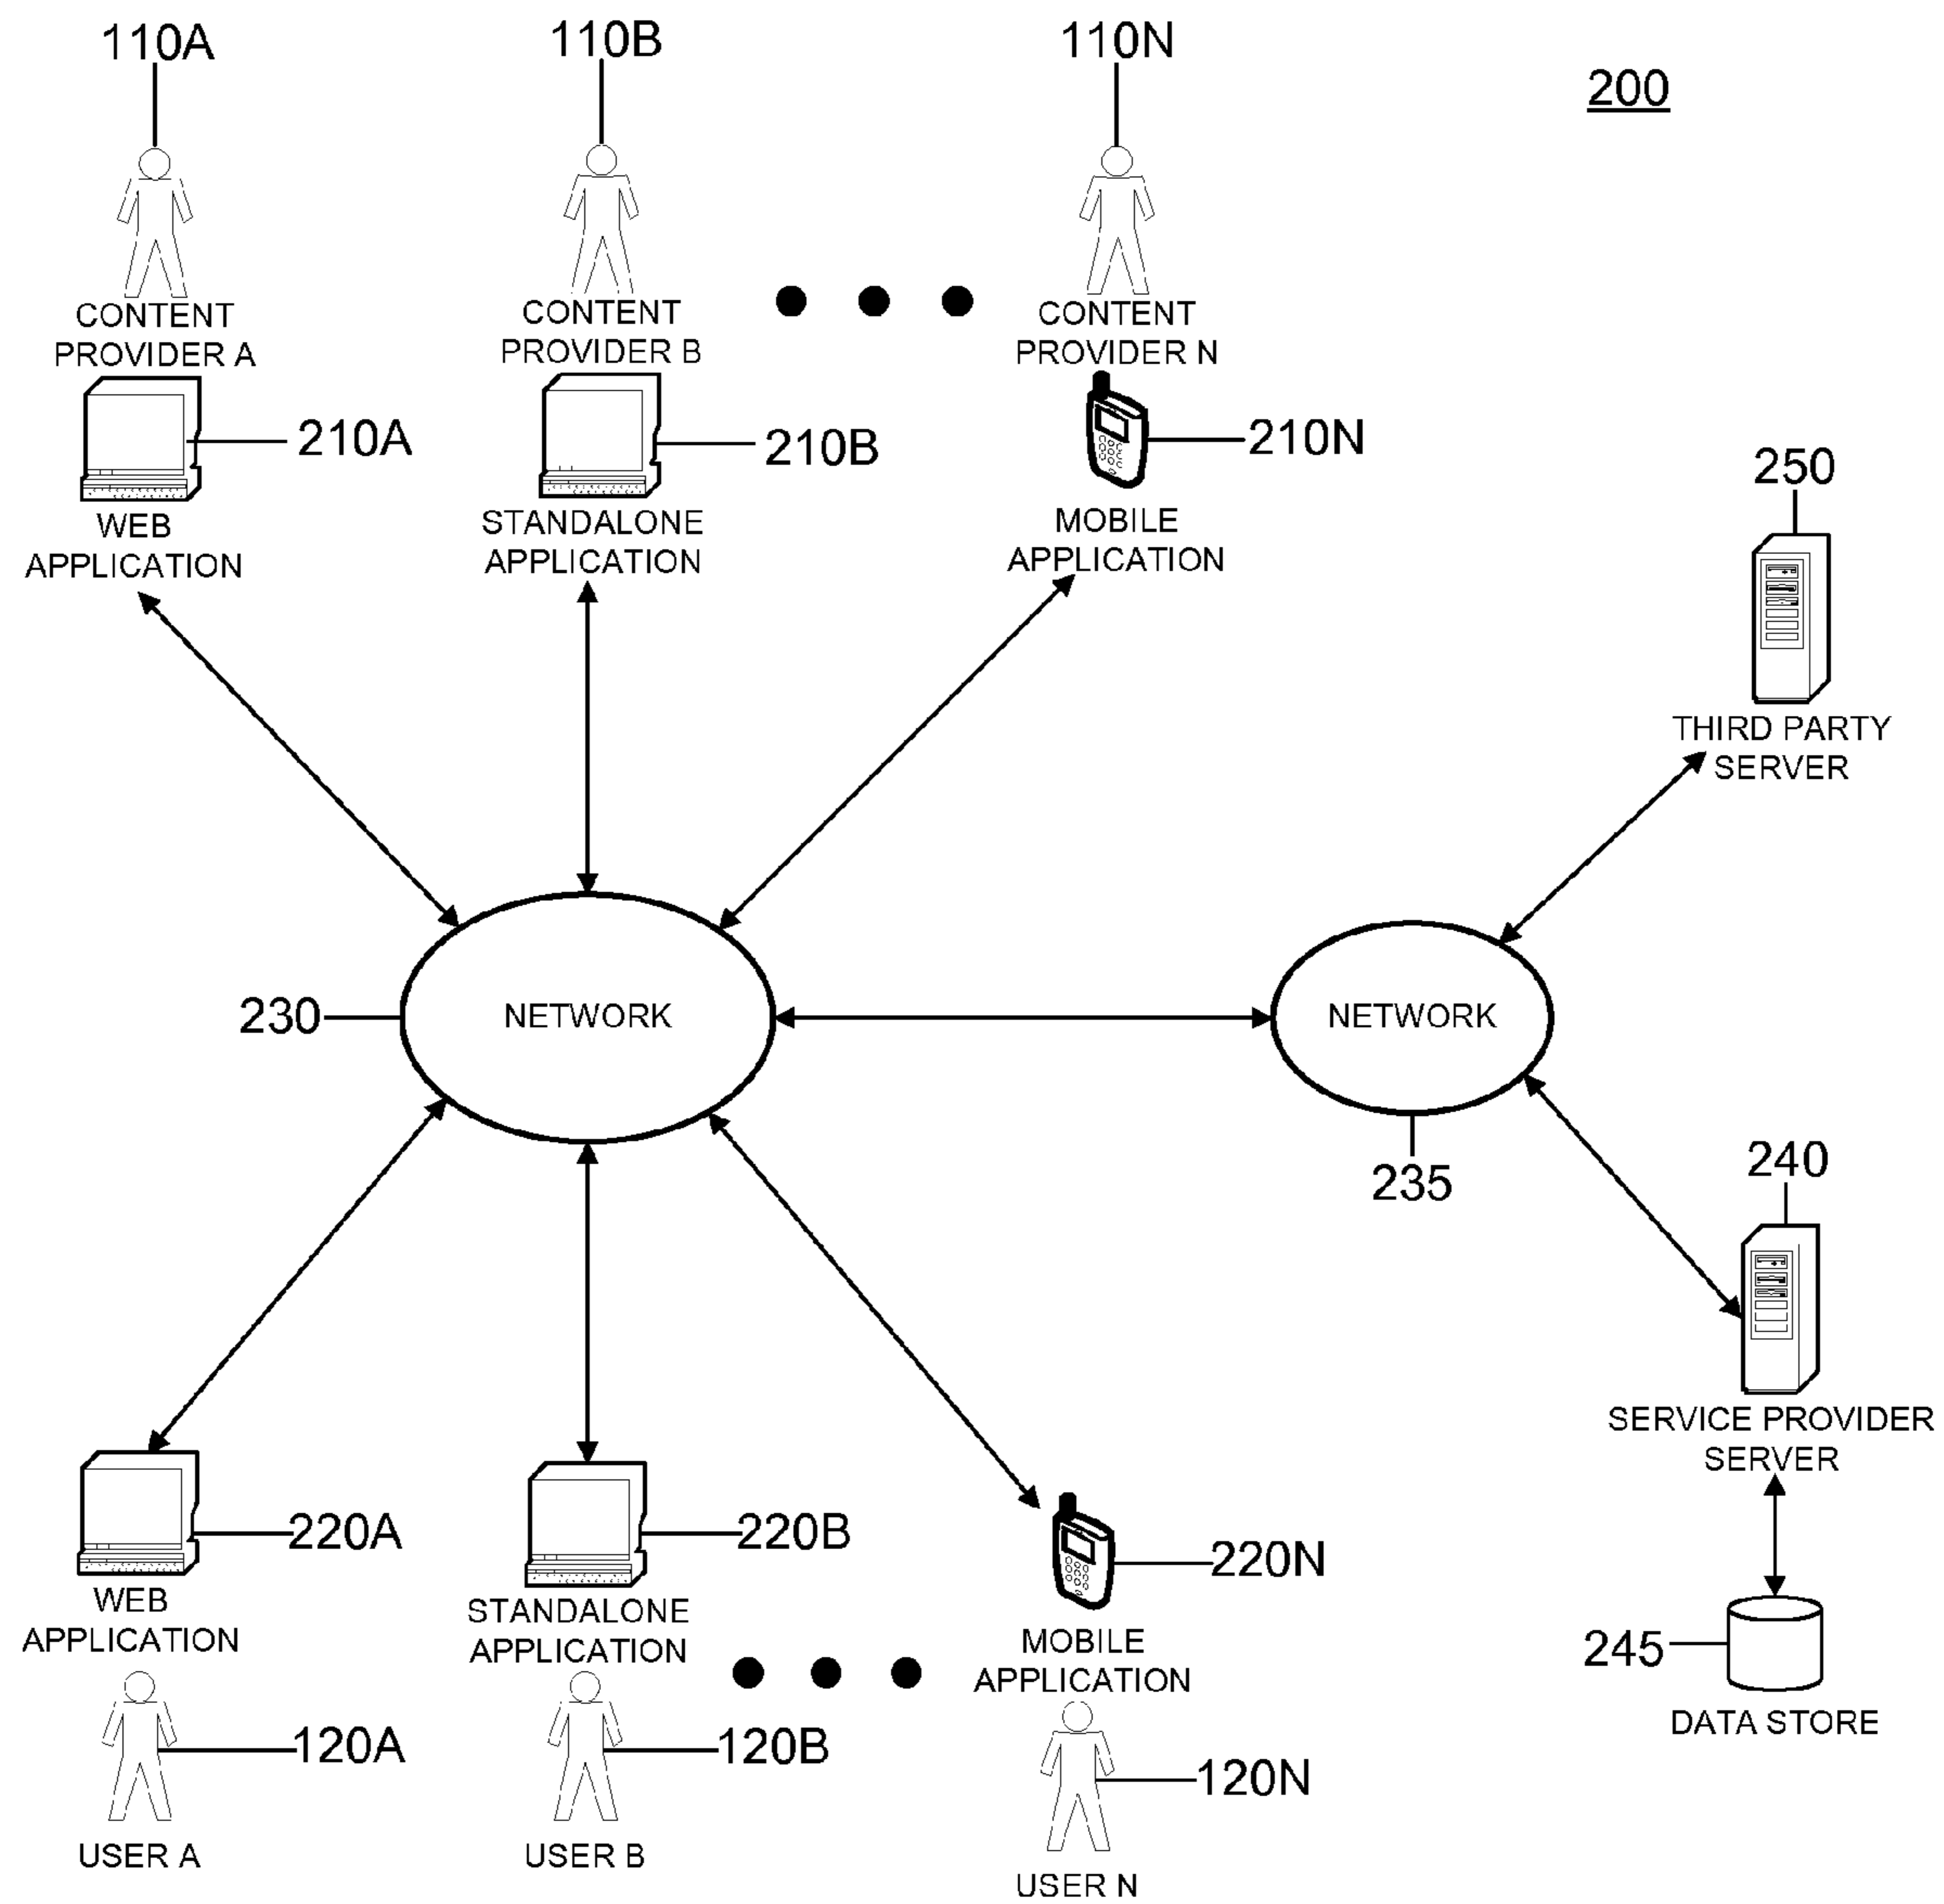 110A
110B
110N
200
CONTENT
PROVIDER A
CONTENT
PROVIDER B
CONTENT
PROVIDER N
210A
210B
210N
WEB
APPLICATION
STANDALONE
APPLICATION
MOBILE
APPLICATION
250
THIRD PARTY
SERVER
230
NETWORK
NETWORK
235
240
SERVICE PROVIDER
SERVER
220A
220B
220N
WEB
APPLICATION
STANDALONE
APPLICATION
MOBILE
APPLICATION
245
DATA STORE
120A
120B
120N
USER A
USER B
USER N